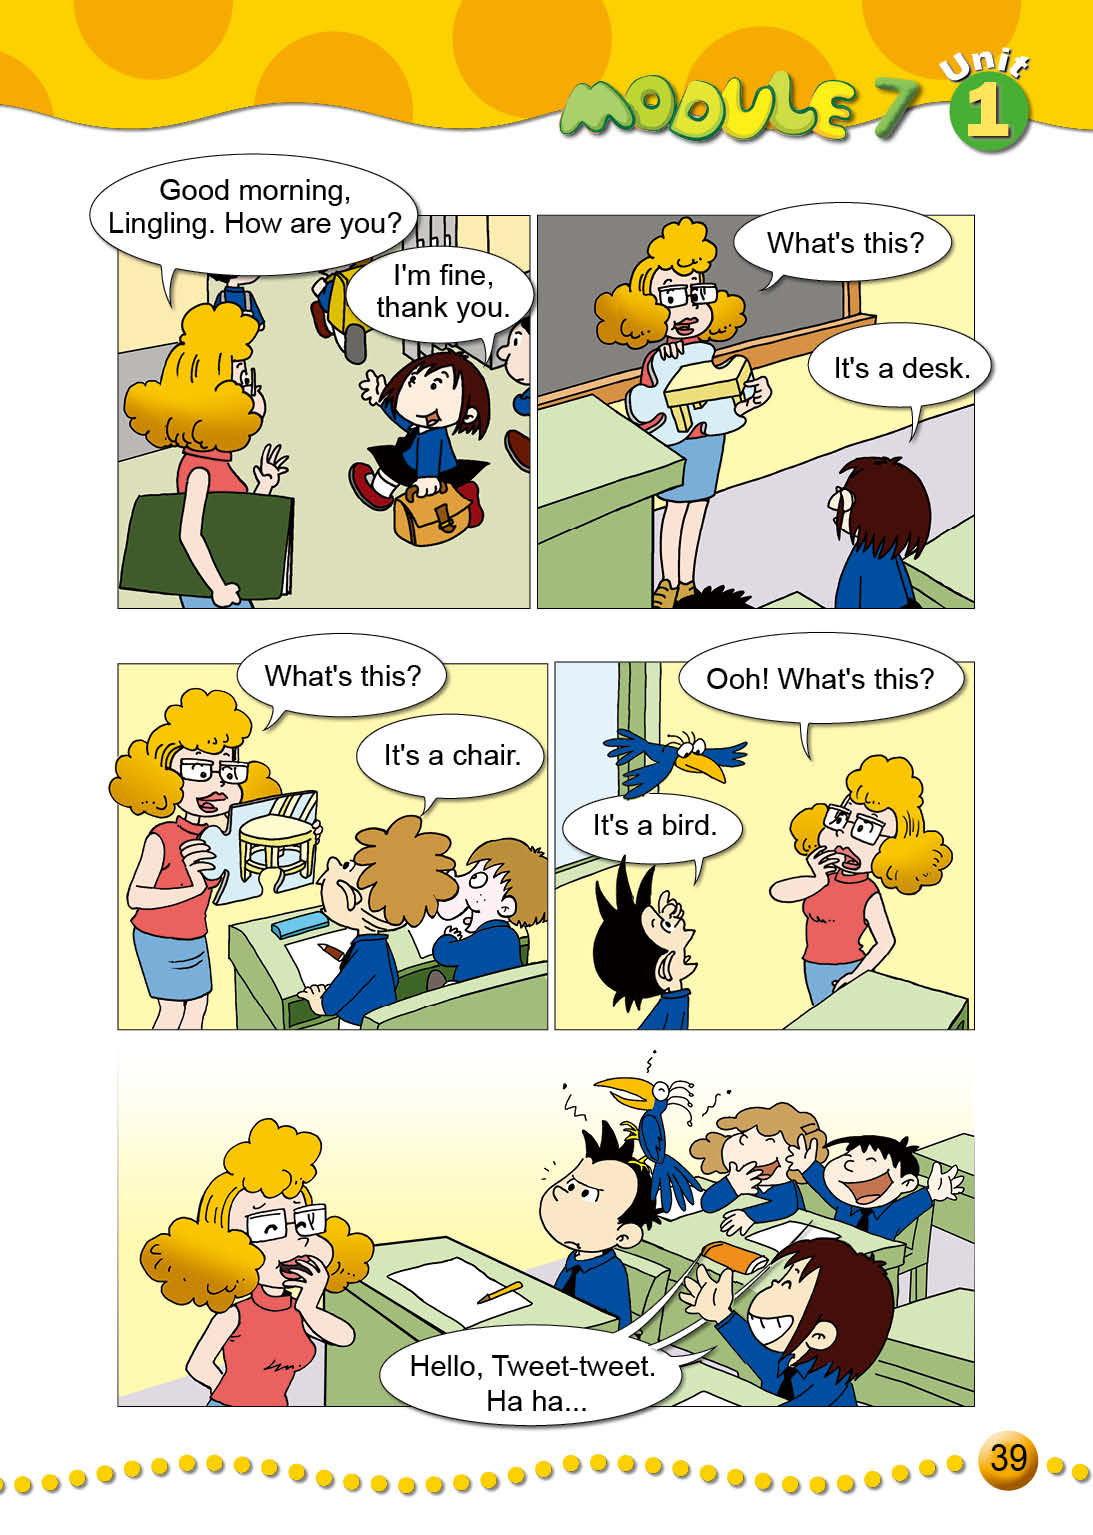 MODULE 7
Unit
1
Good morning,
Lingling. How are you?
I'm fine,
thank you.
What's this?
It's a desk.
What's this?
It's a chair.
Ooh! What's this?
It's a bird.
Hello, Tweet-tweet.
Ha ha...
39